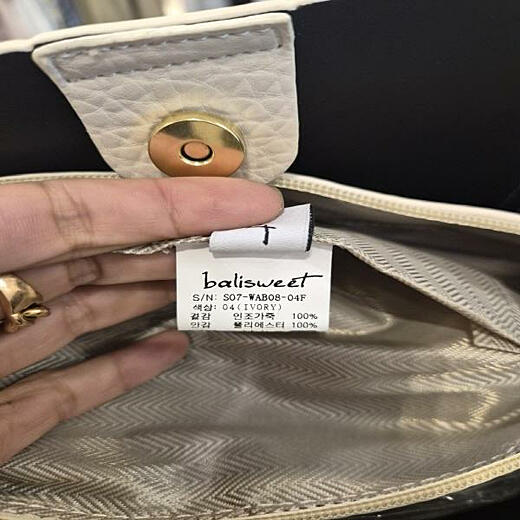 balisweet
S/N: S07-WAB08-04F
색상: 04(IVORY)
겉감 인조가죽 100%
안감 폴리에스터 100%